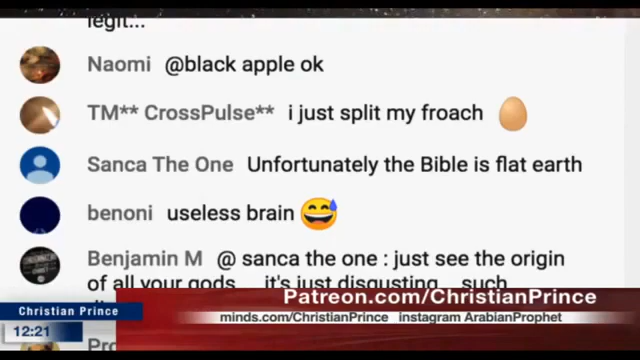 legit...
Naomi @black apple ok
TM** CrossPulse** i just split my froach
Sanca The One Unfortunately the Bible is flat earth
benoni useless brain
Benjamin M @ sanca the one : just see the origin
of all your gods.... it's just disgusting... such
Patreon.com/ChristianPrince
Christian Prince
minds.com/ChristianPrince instagram ArabianProphet
12:21